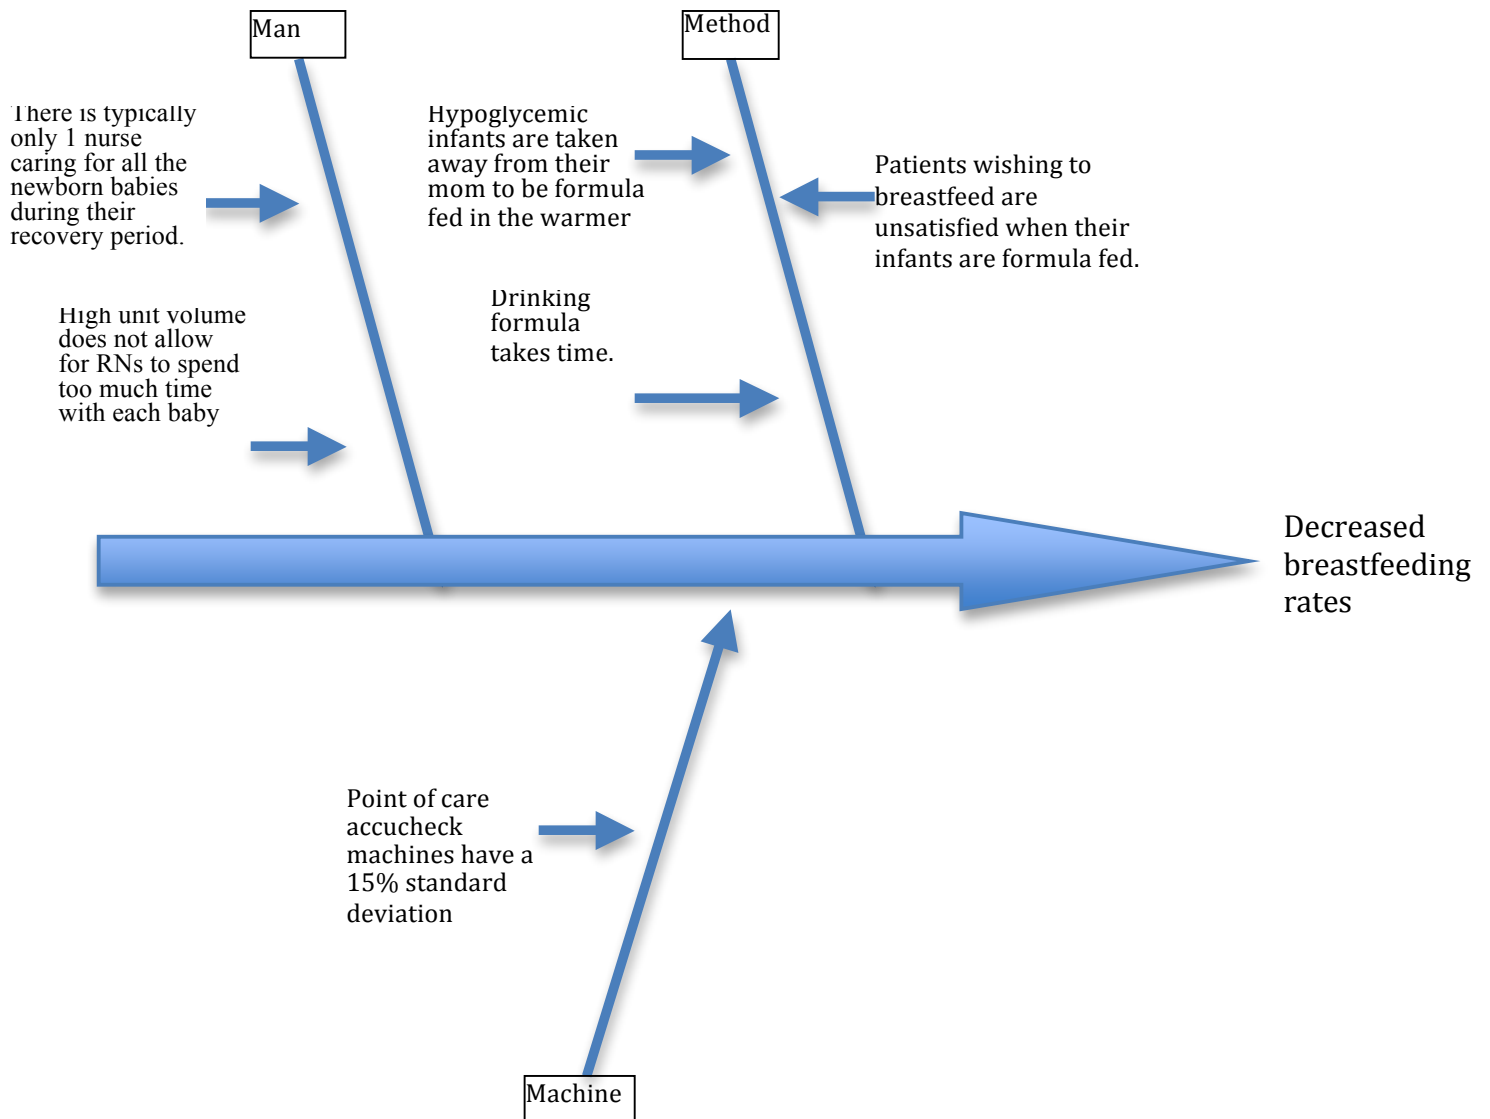 Man
Method
There is typically
only 1 nurse
caring for all the
newborn babies
during their
recovery period.
High unit volume
does not allow
for RNs to spend
too much time
with each baby
Hypoglycemic
infants are taken
away from their
mom to be formula
fed in the warmer
Patients wishing to
breastfeed are
unsatisfied when their
infants are formula fed.
Drinking
formula
takes time.
Decreased
breastfeeding
rates
Point of care
accucheck
machines have a
15% standard
deviation
Machine